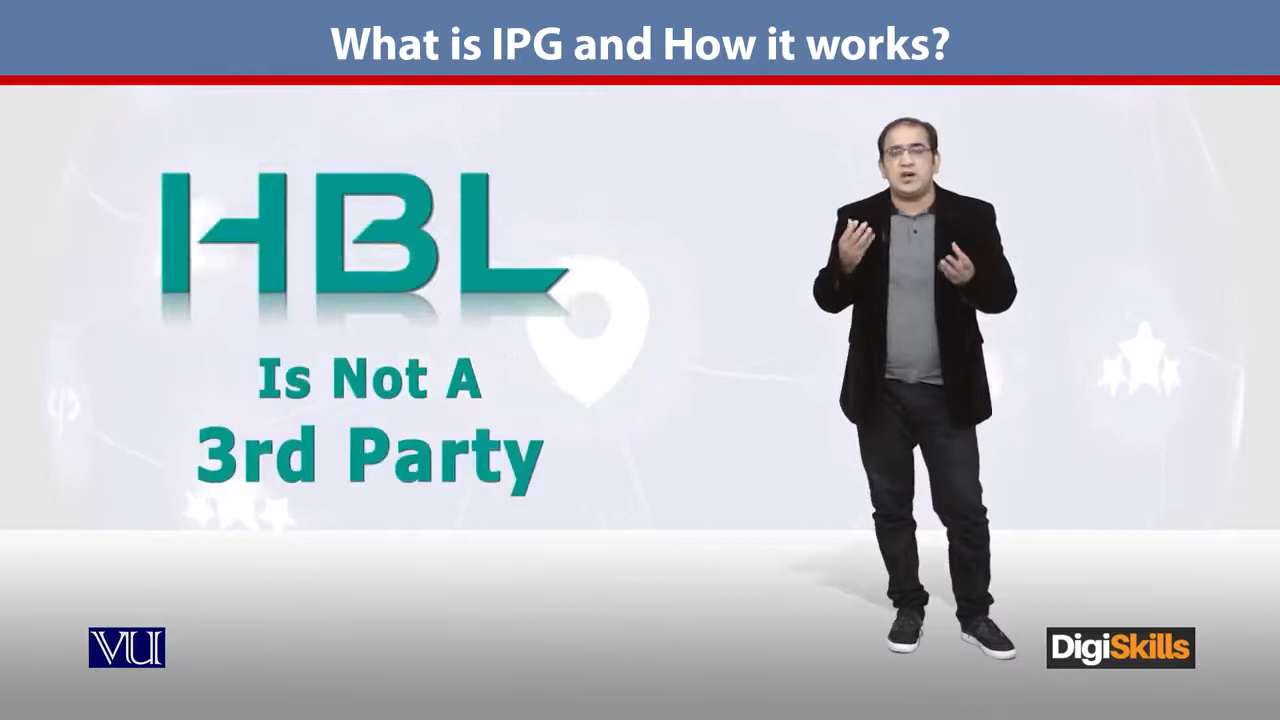 What is IPG and How it works?
HBL
Is Not A
3rd Party
VU
DigiSkills